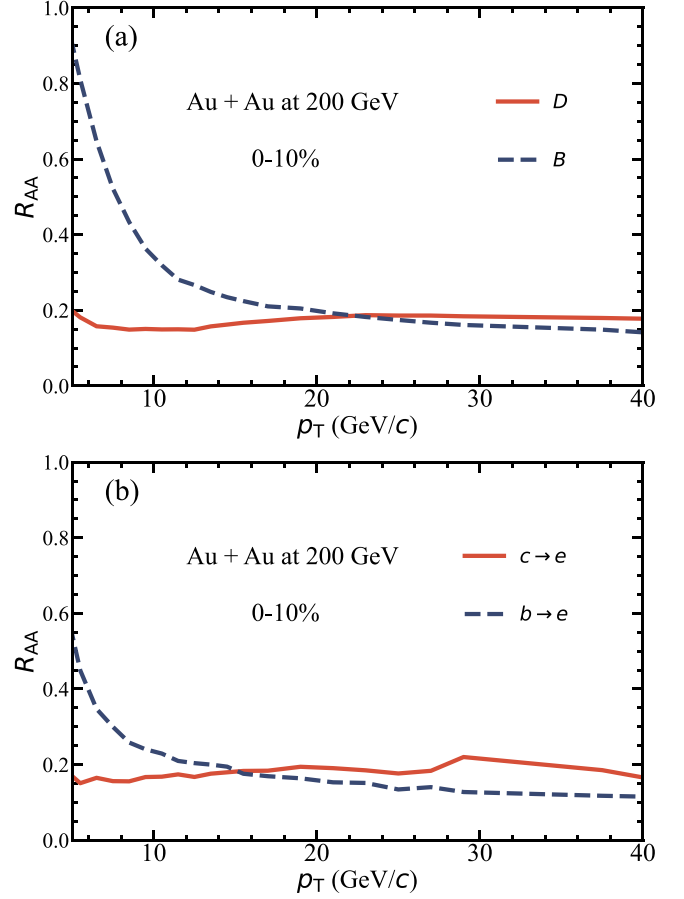 1.0
(a)
0.8
Au + Au at 200 GeV
D
0.6
0-10%
B
R_AA
0.4
0.2
0.0
10 20 30 40
p_T (GeV/c)
1.0
(b)
0.8
Au + Au at 200 GeV
c → e
0.6
0-10%
b → e
R_AA
0.4
0.2
0.0
10 20 30 40
p_T (GeV/c)